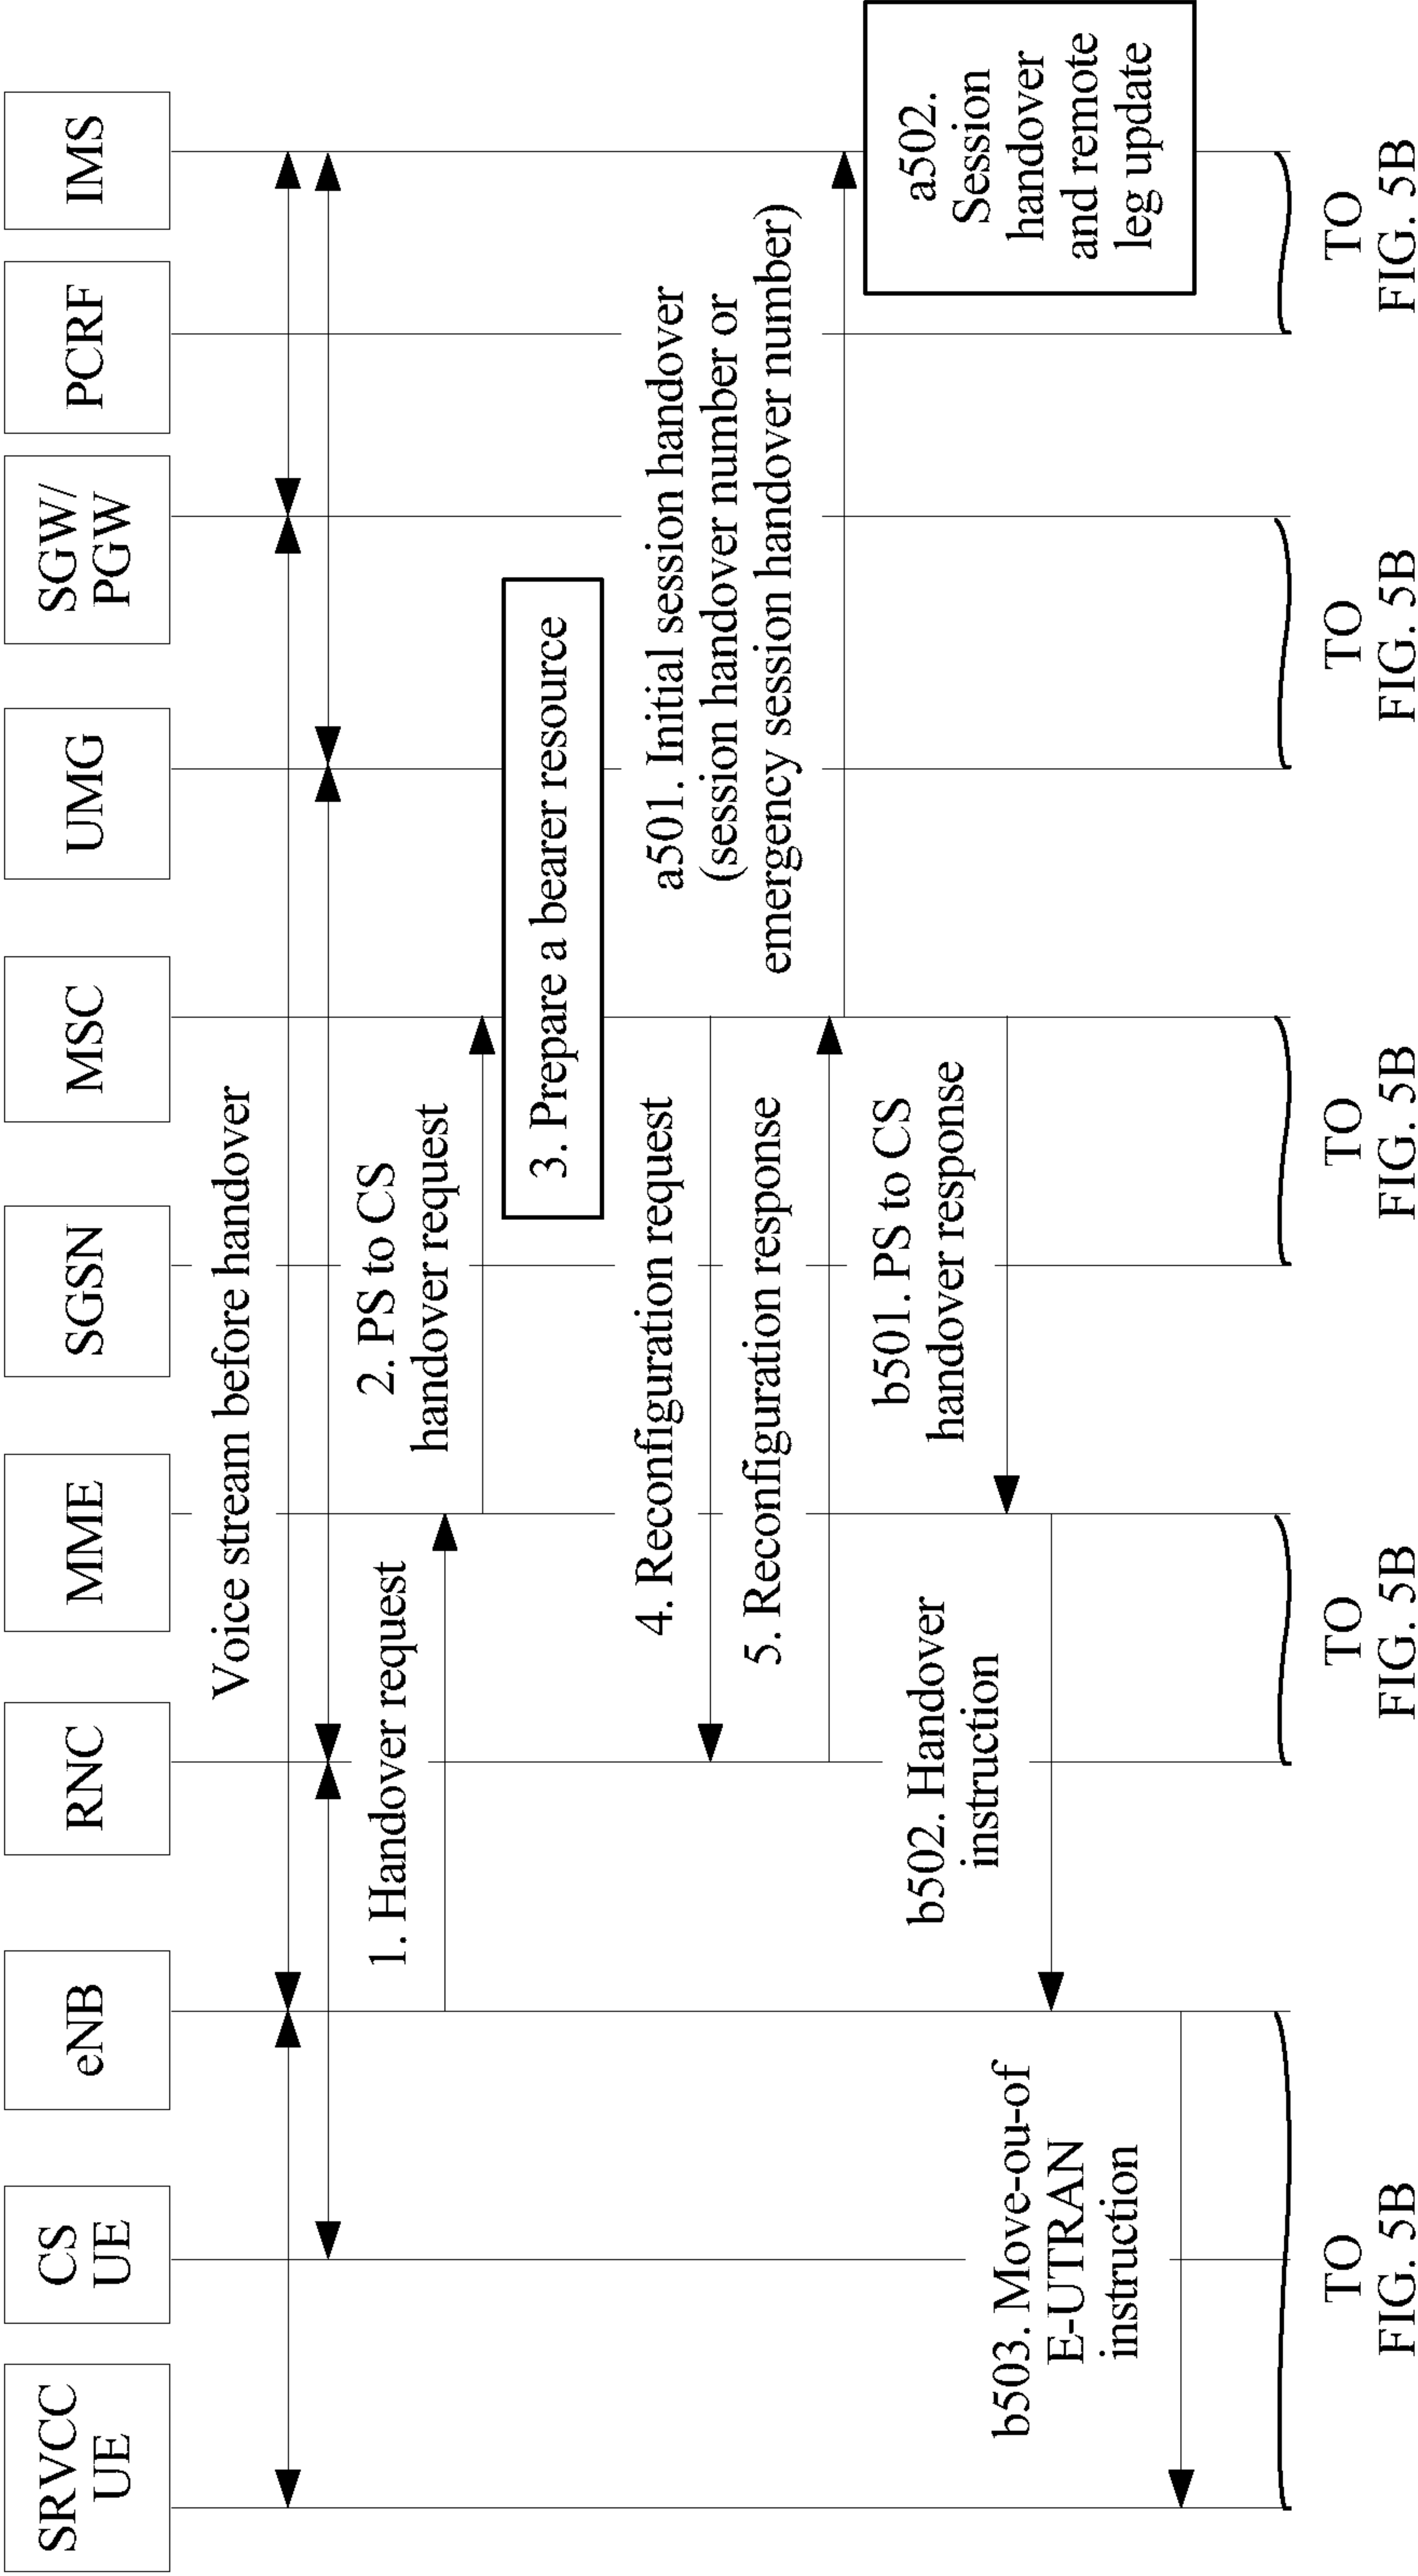 SRVCC
UE
CS
UE
eNB
RNC
MME
SGSN
MSC
UMG
SGW/
PGW
PCRF
IMS
Voice stream before handover
1. Handover request
2. PS to CS
handover request
3. Prepare a bearer resource
4. Reconfiguration request
5. Reconfiguration response
a501. Initial session handover
(session handover number or
emergency session handover number)
a502.
Session
handover
and remote
leg update
b501. PS to CS
handover response
b502. Handover
instruction
b503. Move-ou-of
E-UTRAN
instruction
TO
FIG. 5B
TO
FIG. 5B
TO
FIG. 5B
TO
FIG. 5B
TO
FIG. 5B